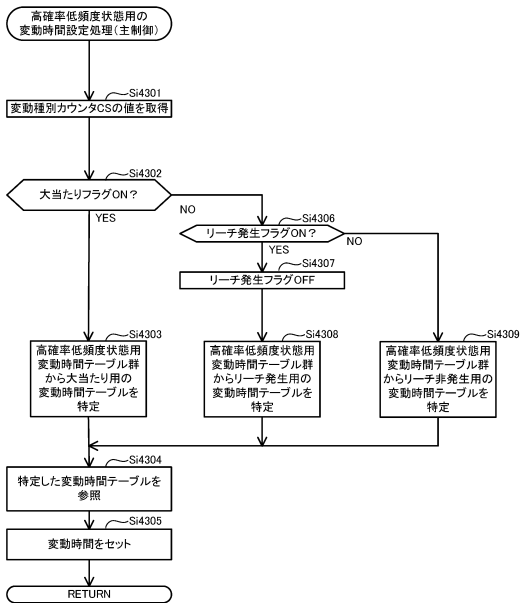 高確率低頻度状態用の
変動時間設定処理(主制御)
Si4301
変動種別カウンタCSの値を取得
Si4302
大当たりフラグON?
YES
NO
Si4306
リーチ発生フラグON?
YES
NO
Si4307
リーチ発生フラグOFF
Si4303
高確率低頻度状態用
変動時間テーブル群
から大当たり用の
変動時間テーブルを
特定
Si4308
高確率低頻度状態用
変動時間テーブル群
からリーチ発生用の
変動時間テーブルを
特定
Si4309
高確率低頻度状態用
変動時間テーブル群
からリーチ非発生用の
変動時間テーブルを
特定
Si4304
特定した変動時間テーブルを
参照
Si4305
変動時間をセット
RETURN